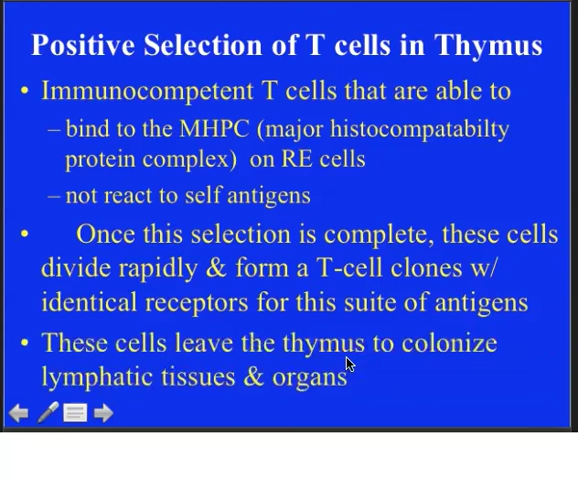 Positive Selection of T cells in Thymus
• Immunocompetent T cells that are able to
– bind to the MHPC (major histocompatabilty
protein complex) on RE cells
– not react to self antigens
• Once this selection is complete, these cells
divide rapidly & form a T-cell clones w/
identical receptors for this suite of antigens
• These cells leave the thymus to colonize
lymphatic tissues & organs